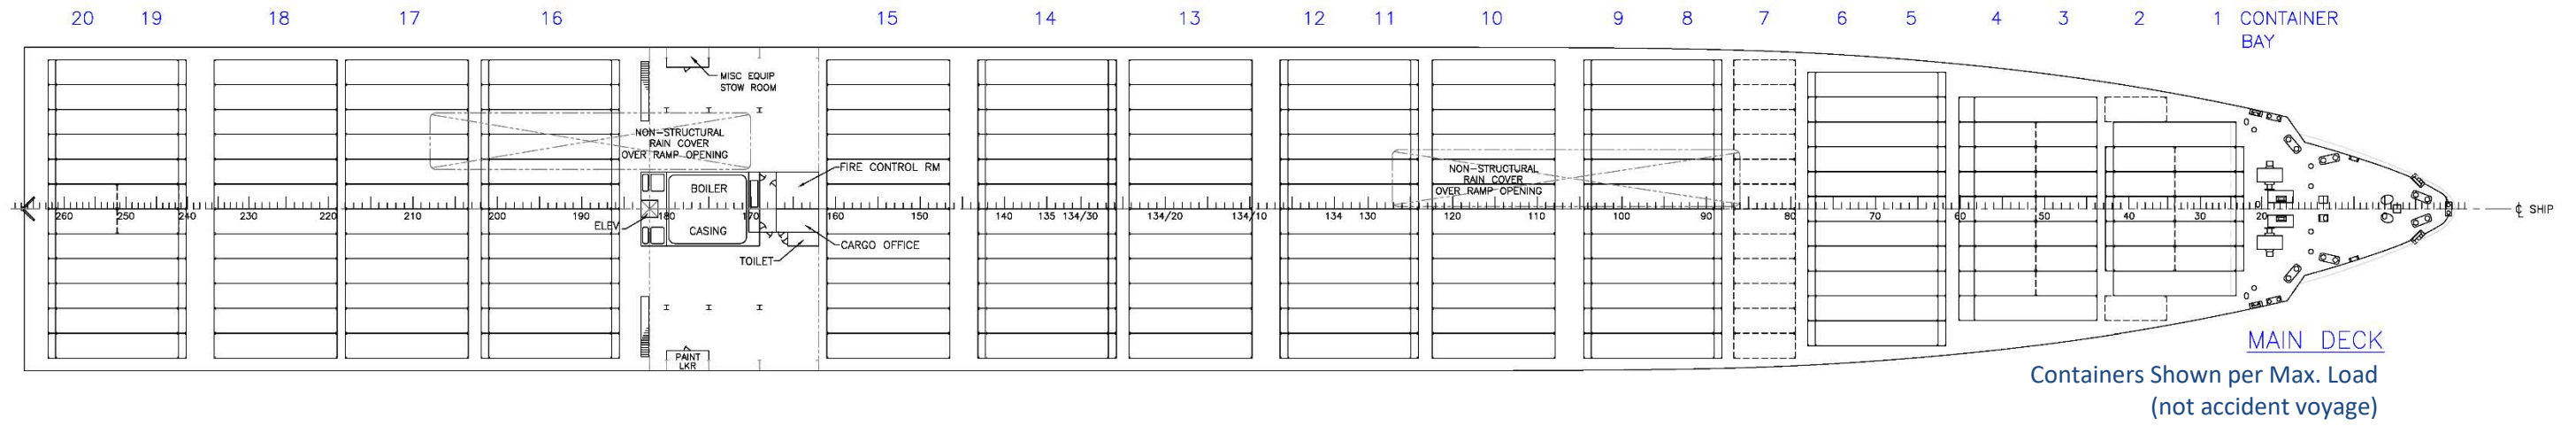 20 19 18 17 16 15 14 13 12 11 10 9 8 7 6 5 4 3 2 1 CONTAINER
BAY
MISC EQUIP
STOW ROOM
NON-STRUCTURAL
RAIN COVER
OVER RAMP OPENING
FIRE CONTROL RM
BOILER
NON-STRUCTURAL
RAIN COVER
OVER RAMP OPENING
260 250 240 230 220 210 200 190 180 170 160 150 140 135 134/30 134/20 134/10 134 130 120 110 100 90 80 70 60 50 40 30 20 10 0
℄ SHIP
ELEV
CASING
CARGO OFFICE
TOILET
PAINT
LKR
MAIN DECK
Containers Shown per Max. Load
(not accident voyage)